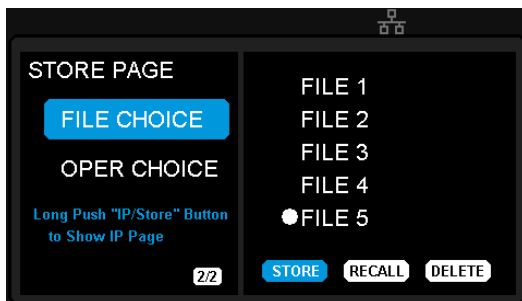 STORE PAGE
FILE CHOICE
OPER CHOICE
Long Push "IP/Store" Button
to Show IP Page
2/2
FILE 1
FILE 2
FILE 3
FILE 4
FILE 5
STORE RECALL DELETE